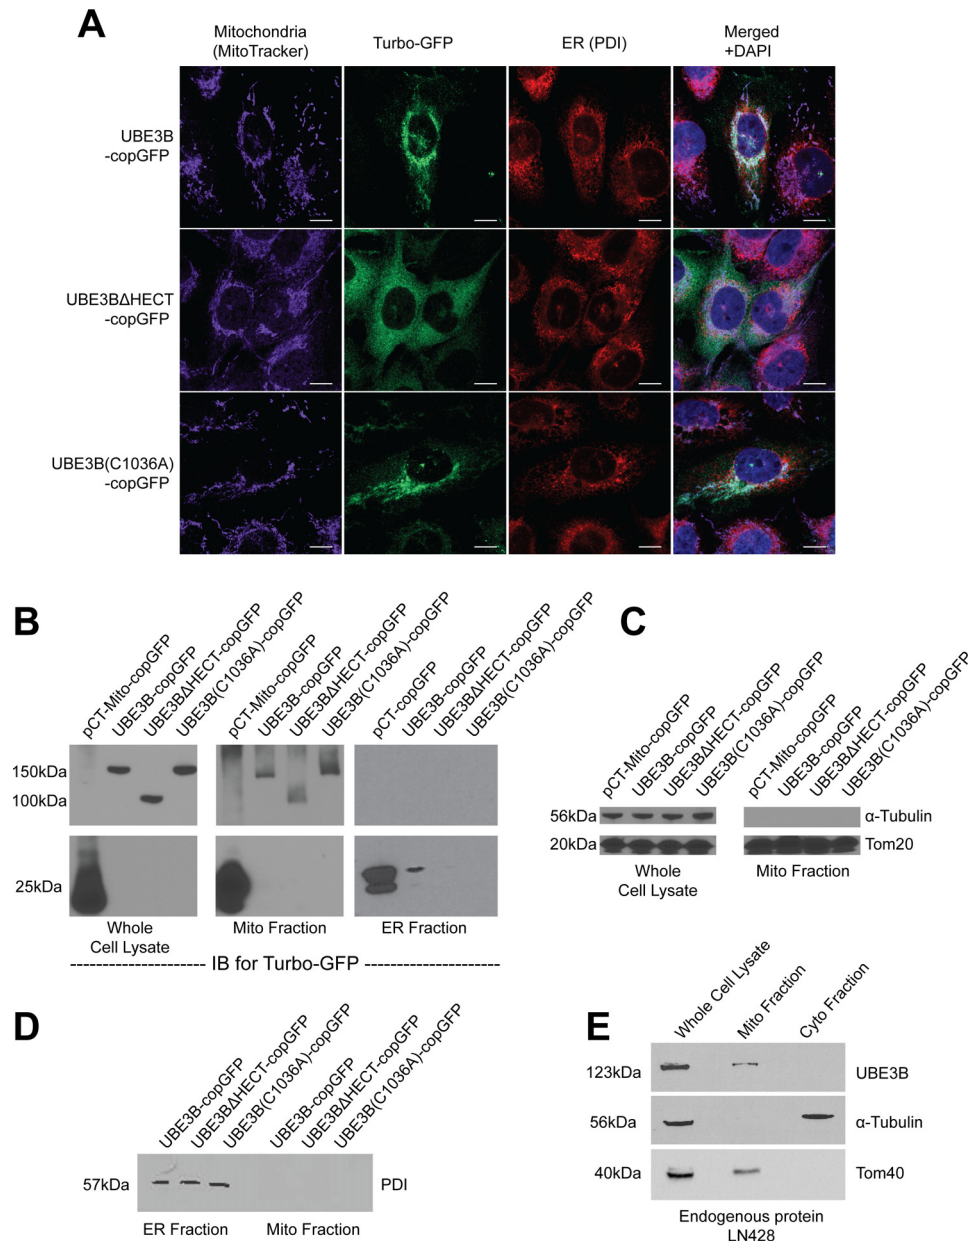 A
Mitochondria
(MitoTracker)
Turbo-GFP
ER (PDI)
Merged
+DAPI
UBE3B
-copGFP
UBE3BΔHECT
-copGFP
UBE3B(C1036A)
-copGFP
B
pCT-Mito-copGFP
UBE3B-copGFP
UBE3BΔHECT-copGFP
UBE3B(C1036A)-copGFP
pCT-Mito-copGFP
UBE3B-copGFP
UBE3BΔHECT-copGFP
UBE3B(C1036A)-copGFP
pCT-copGFP
UBE3B-copGFP
UBE3BΔHECT-copGFP
UBE3B(C1036A)-copGFP
150kDa
100kDa
25kDa
Whole
Cell Lysate
Mito Fraction
ER Fraction
IB for Turbo-GFP
C
pCT-Mito-copGFP
UBE3B-copGFP
UBE3BΔHECT-copGFP
UBE3B(C1036A)-copGFP
pCT-Mito-copGFP
UBE3B-copGFP
UBE3BΔHECT-copGFP
UBE3B(C1036A)-copGFP
56kDa
α-Tubulin
20kDa
Tom20
Whole
Cell Lysate
Mito Fraction
D
UBE3B-copGFP
UBE3BΔHECT-copGFP
UBE3B(C1036A)-copGFP
UBE3B-copGFP
UBE3BΔHECT-copGFP
UBE3B(C1036A)-copGFP
57kDa
PDI
ER Fraction
Mito Fraction
E
Whole Cell Lysate
Mito Fraction
Cyto Fraction
123kDa
UBE3B
56kDa
α-Tubulin
40kDa
Tom40
Endogenous protein
LN428